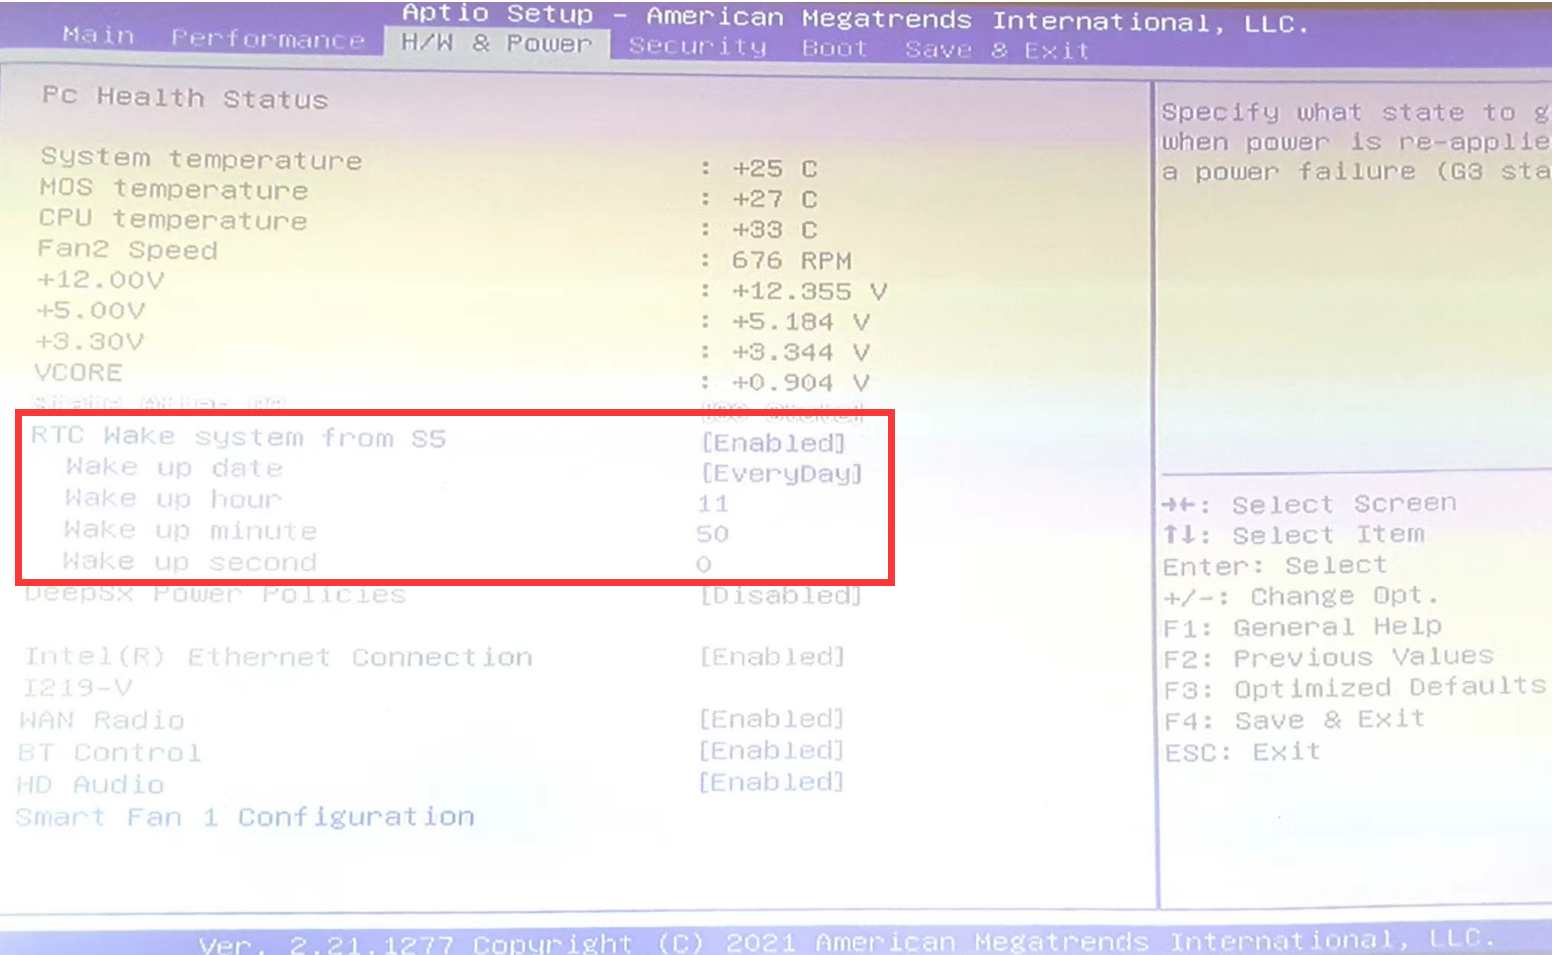 Aptio Setup – American Megatrends International, LLC.
Main Performance H/W & Power Security Boot Save & Exit
Pc Health Status
System temperature : +25 C
MOS temperature : +27 C
CPU temperature : +33 C
Fan2 Speed : 676 RPM
+12.00V : +12.355 V
+5.00V : +5.184 V
+3.30V : +3.344 V
VCORE : +0.904 V
State After G3 [S0 State]
RTC Wake system from S5 [Enabled]
Wake up date [EveryDay]
Wake up hour 11
Wake up minute 50
Wake up second 0
DeepSx Power Policies [Disabled]
Intel(R) Ethernet Connection [Enabled]
I219-V
WAN Radio [Enabled]
BT Control [Enabled]
HD Audio [Enabled]
Smart Fan 1 Configuration
Specify what state to g
when power is re-applie
a power failure (G3 sta
→←: Select Screen
↑↓: Select Item
Enter: Select
+/-: Change Opt.
F1: General Help
F2: Previous Values
F3: Optimized Defaults
F4: Save & Exit
ESC: Exit
Ver. 2.21.1277 Copyright (C) 2021 American Megatrends International, LLC.